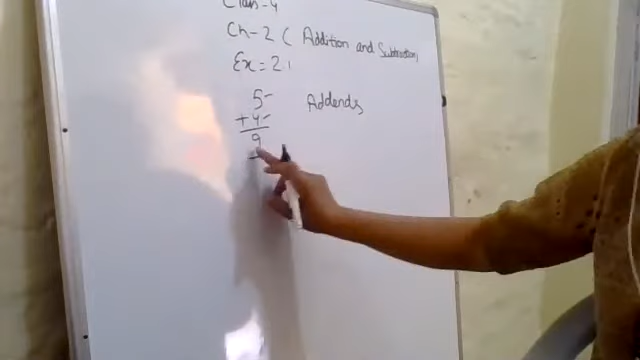 Class-4
Ch-2 ( Addition and Subtraction
Ex = 2.1
5-
Addends
+4-
9